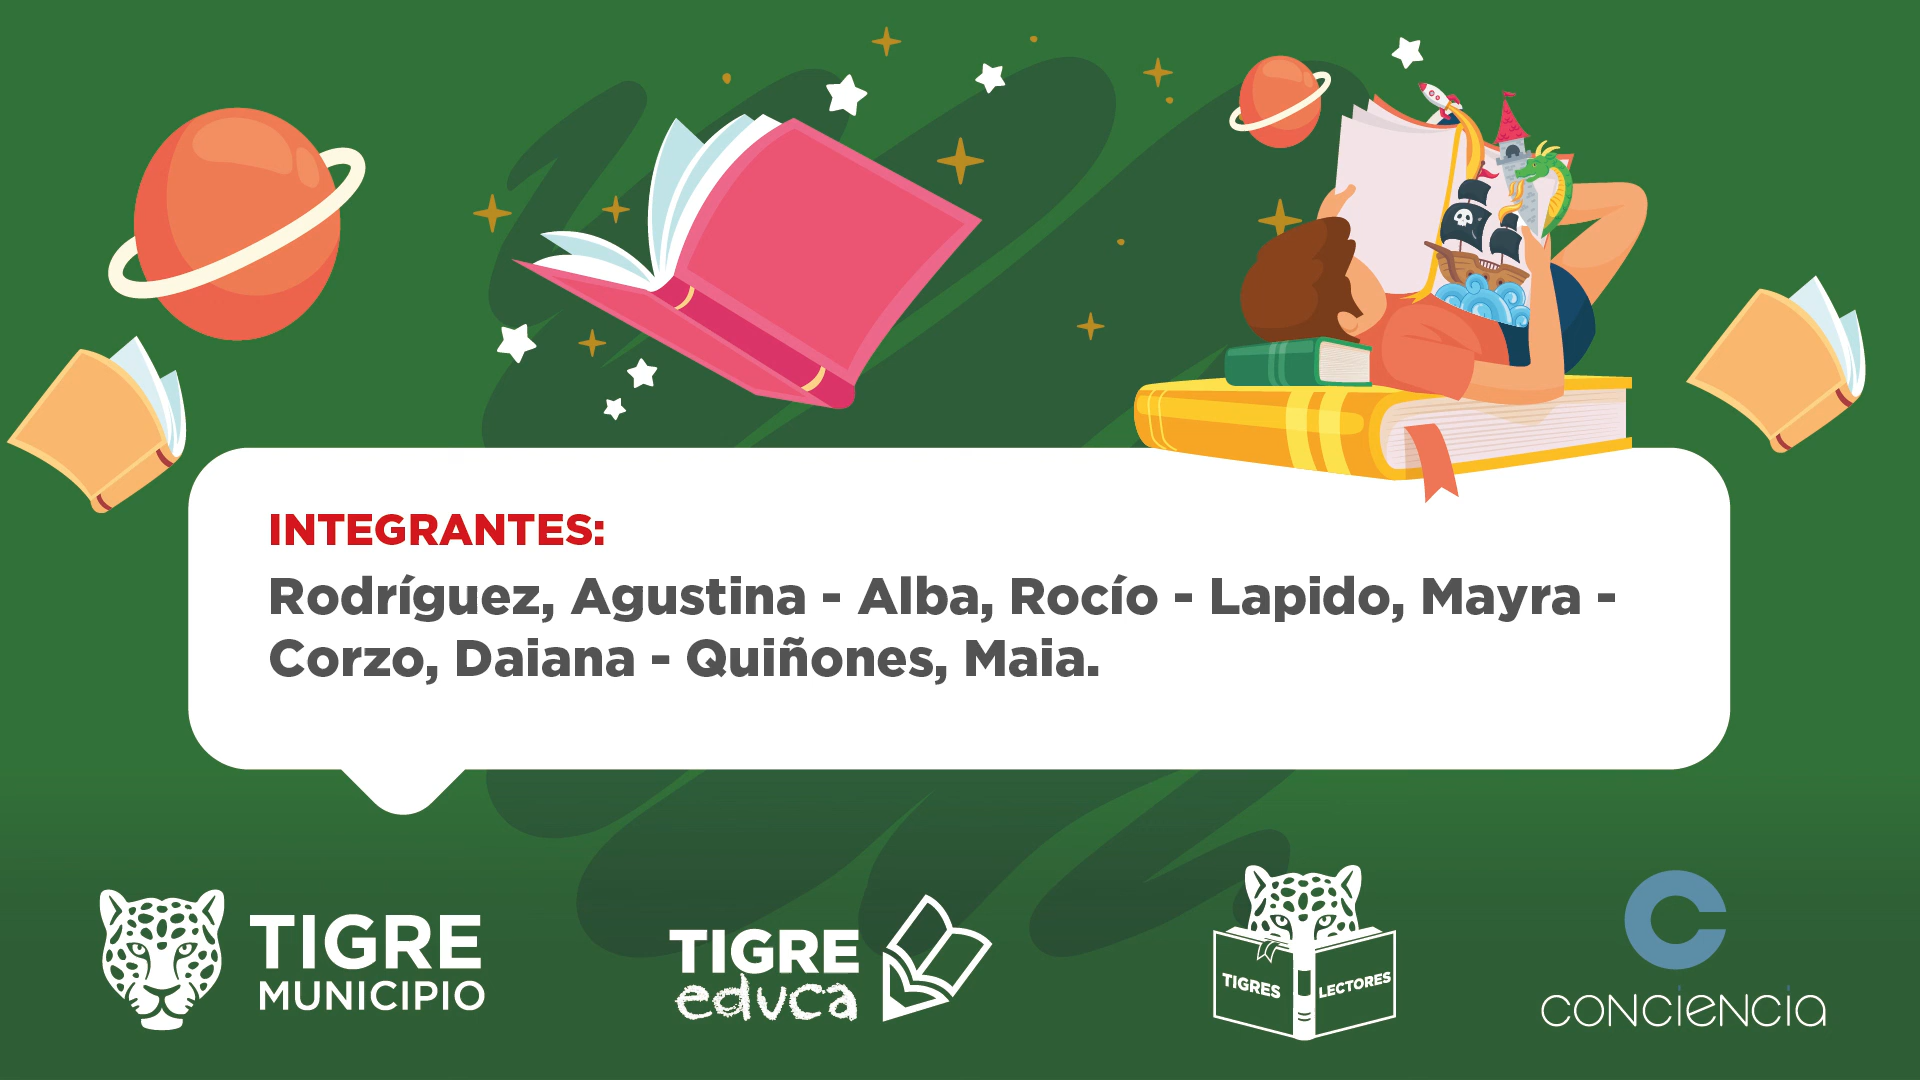 INTEGRANTES:
Rodríguez, Agustina - Alba, Rocío - Lapido, Mayra -
Corzo, Daiana - Quiñones, Maia.
TIGRE
MUNICIPIO
TIGRE
educa
TIGRES LECTORES
CONCIENCIA